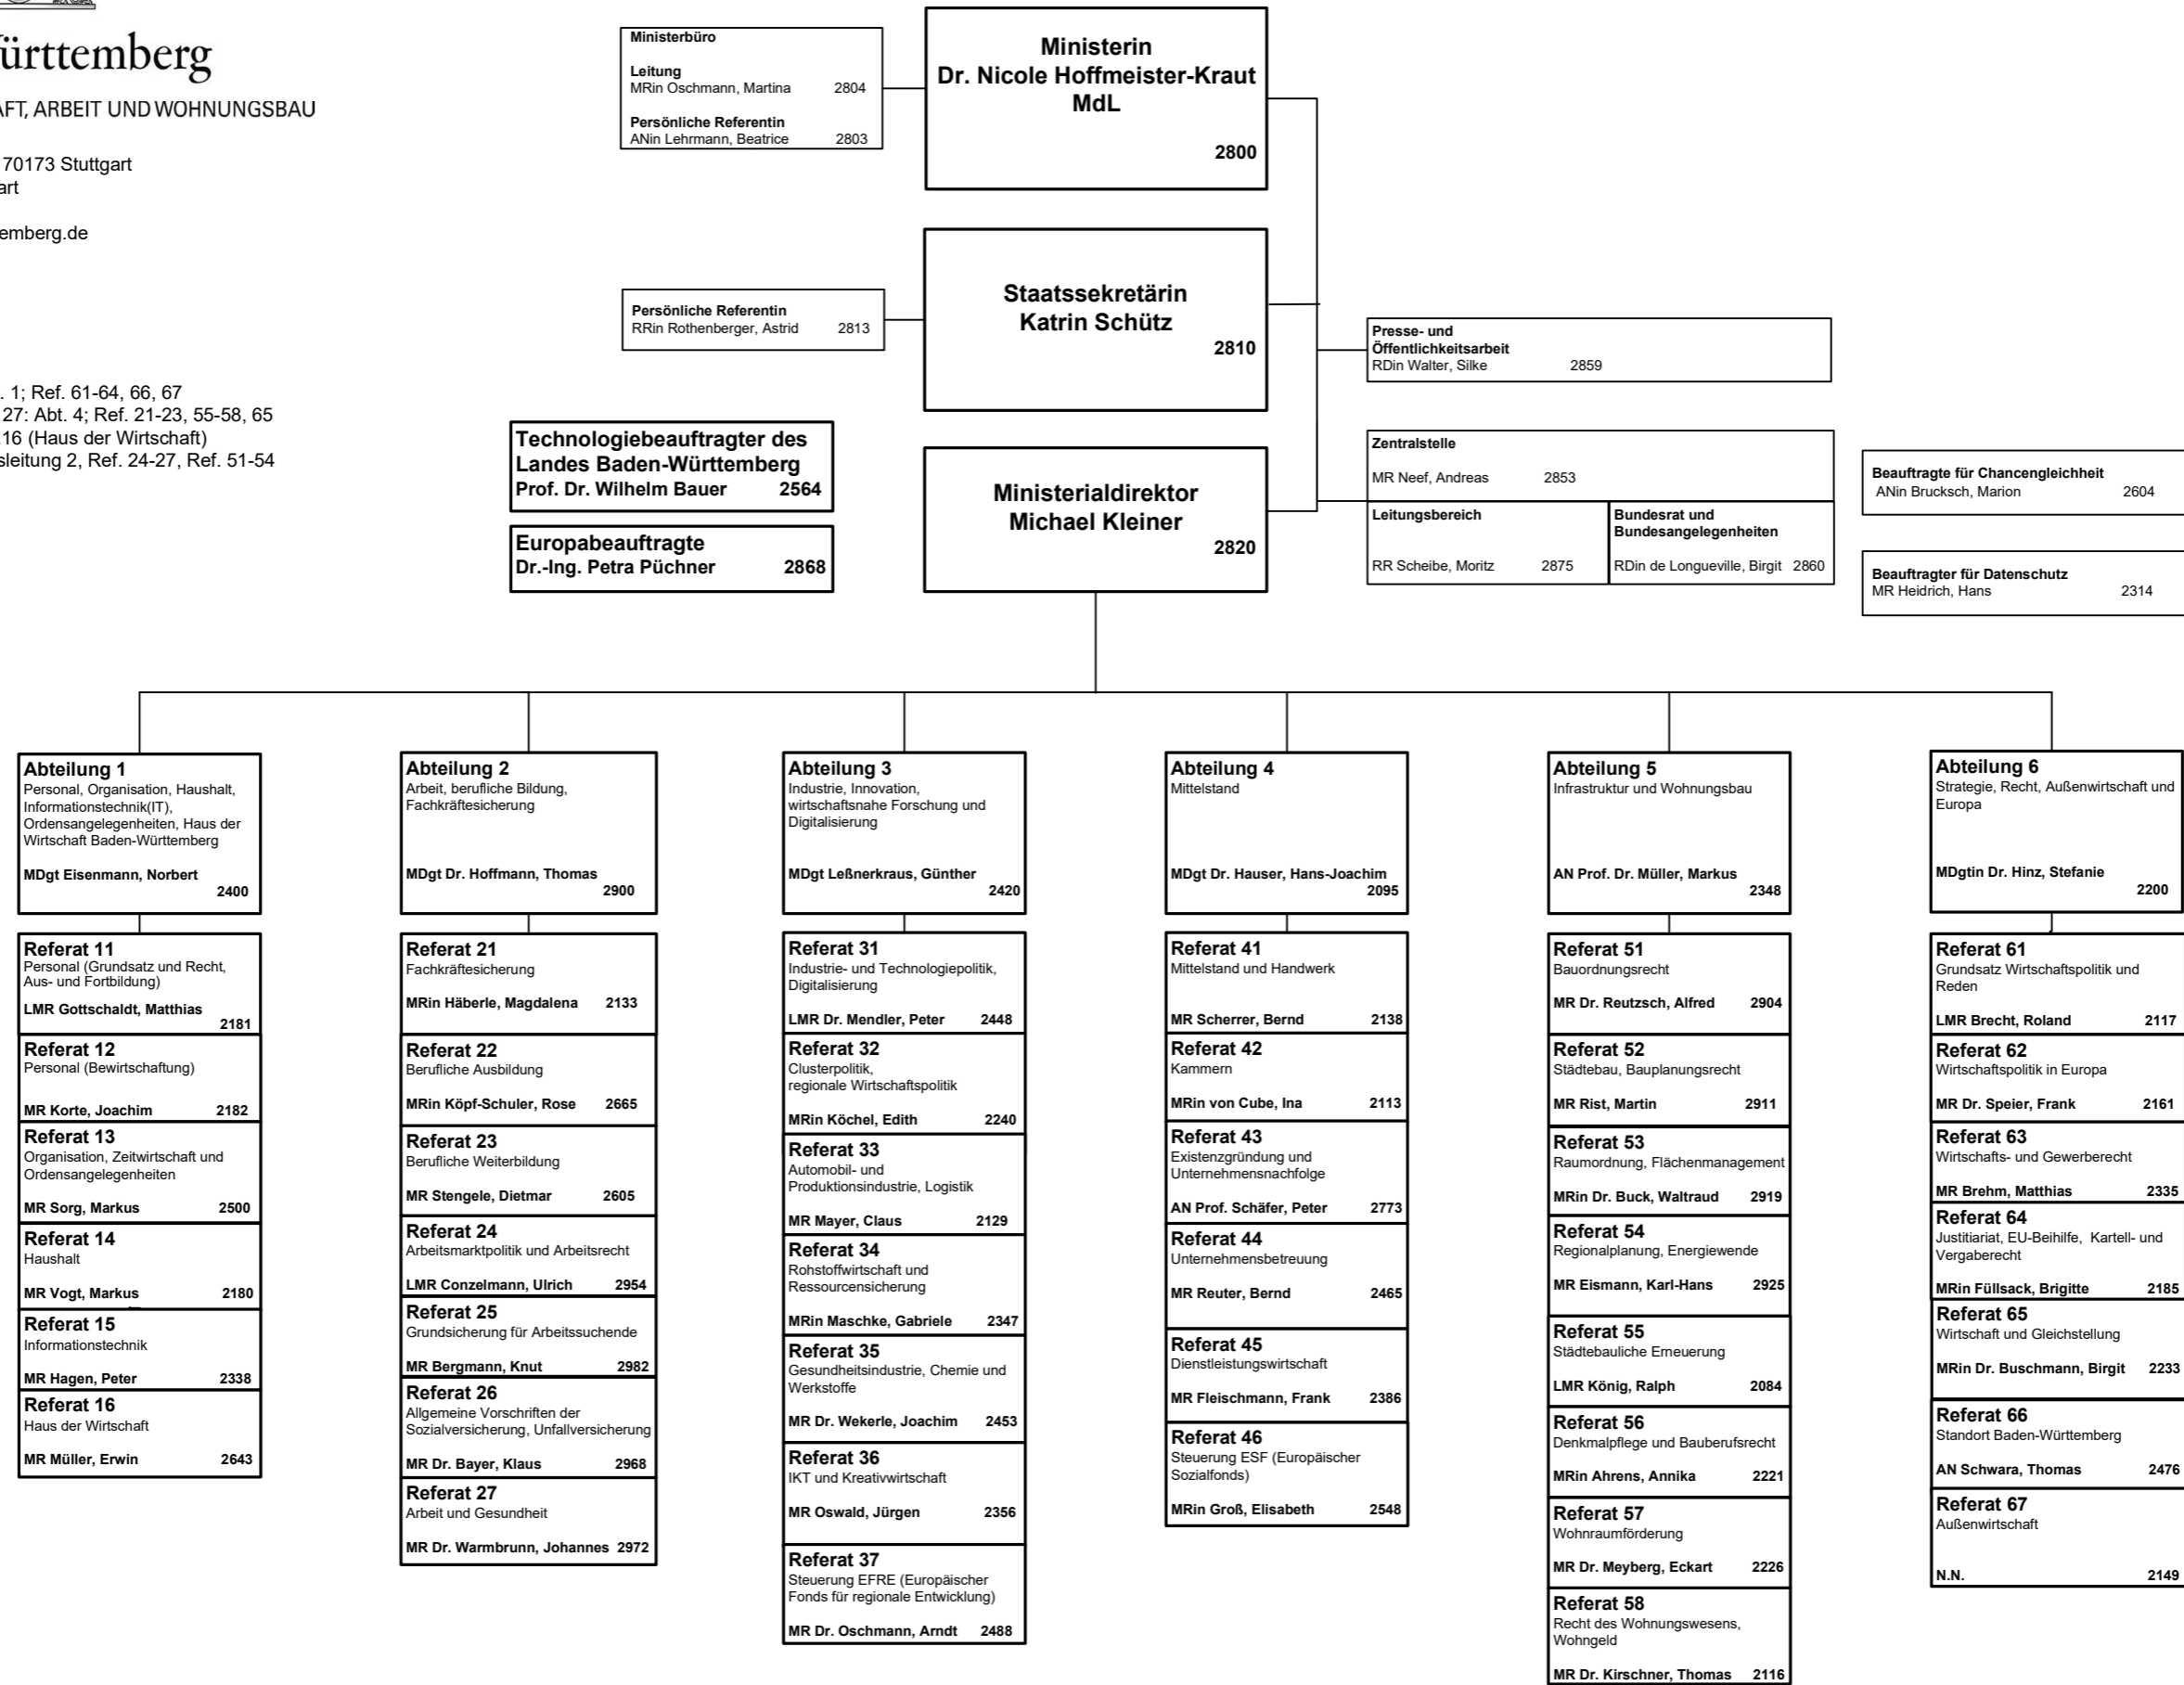 Württemberg
AFT, ARBEIT UND WOHNUNGSBAU
70173 Stuttgart
art
emberg.de
. 1; Ref. 61-64, 66, 67
27: Abt. 4; Ref. 21-23, 55-58, 65
16 (Haus der Wirtschaft)
sleitung 2, Ref. 24-27, Ref. 51-54
Ministerbüro
Leitung
MRin Oschmann, Martina 2804
Persönliche Referentin
ANin Lehrmann, Beatrice 2803
Ministerin
Dr. Nicole Hoffmeister-Kraut
MdL
2800
Persönliche Referentin
RRin Rothenberger, Astrid 2813
Staatssekretärin
Katrin Schütz
2810
Presse- und
Öffentlichkeitsarbeit
RDin Walter, Silke 2859
Technologiebeauftragter des
Landes Baden-Württemberg
Prof. Dr. Wilhelm Bauer 2564
Europabeauftragte
Dr.-Ing. Petra Püchner 2868
Ministerialdirektor
Michael Kleiner
2820
Zentralstelle
MR Neef, Andreas 2853
Leitungsbereich
RR Scheibe, Moritz 2875
Bundesrat und
Bundesangelegenheiten
RDin de Longueville, Birgit 2860
Beauftragte für Chancengleichheit
ANin Brucksch, Marion 2604
Beauftragter für Datenschutz
MR Heidrich, Hans 2314
Abteilung 1
Personal, Organisation, Haushalt,
Informationstechnik(IT),
Ordensangelegenheiten, Haus der
Wirtschaft Baden-Württemberg
MDgt Eisenmann, Norbert
2400
Referat 11
Personal (Grundsatz und Recht,
Aus- und Fortbildung)
LMR Gottschaldt, Matthias
2181
Referat 12
Personal (Bewirtschaftung)
MR Korte, Joachim 2182
Referat 13
Organisation, Zeitwirtschaft und
Ordensangelegenheiten
MR Sorg, Markus 2500
Referat 14
Haushalt
MR Vogt, Markus 2180
Referat 15
Informationstechnik
MR Hagen, Peter 2338
Referat 16
Haus der Wirtschaft
MR Müller, Erwin 2643
Abteilung 2
Arbeit, berufliche Bildung,
Fachkräftesicherung
MDgt Dr. Hoffmann, Thomas
2900
Referat 21
Fachkräftesicherung
MRin Häberle, Magdalena 2133
Referat 22
Berufliche Ausbildung
MRin Köpf-Schuler, Rose 2665
Referat 23
Berufliche Weiterbildung
MR Stengele, Dietmar 2605
Referat 24
Arbeitsmarktpolitik und Arbeitsrecht
LMR Conzelmann, Ulrich 2954
Referat 25
Grundsicherung für Arbeitssuchende
MR Bergmann, Knut 2982
Referat 26
Allgemeine Vorschriften der
Sozialversicherung, Unfallversicherung
MR Dr. Bayer, Klaus 2968
Referat 27
Arbeit und Gesundheit
MR Dr. Warmbrunn, Johannes 2972
Abteilung 3
Industrie, Innovation,
wirtschaftsnahe Forschung und
Digitalisierung
MDgt Leßnerkraus, Günther
2420
Referat 31
Industrie- und Technologiepolitik,
Digitalisierung
LMR Dr. Mendler, Peter 2448
Referat 32
Clusterpolitik,
regionale Wirtschaftspolitik
MRin Köchel, Edith 2240
Referat 33
Automobil- und
Produktionsindustrie, Logistik
MR Mayer, Claus 2129
Referat 34
Rohstoffwirtschaft und
Ressourcensicherung
MRin Maschke, Gabriele 2347
Referat 35
Gesundheitsindustrie, Chemie und
Werkstoffe
MR Dr. Wekerle, Joachim 2453
Referat 36
IKT und Kreativwirtschaft
MR Oswald, Jürgen 2356
Referat 37
Steuerung EFRE (Europäischer
Fonds für regionale Entwicklung)
MR Dr. Oschmann, Arndt 2488
Abteilung 4
Mittelstand
MDgt Dr. Hauser, Hans-Joachim
2095
Referat 41
Mittelstand und Handwerk
MR Scherrer, Bernd 2138
Referat 42
Kammern
MRin von Cube, Ina 2113
Referat 43
Existenzgründung und
Unternehmensnachfolge
AN Prof. Schäfer, Peter 2773
Referat 44
Unternehmensbetreuung
MR Reuter, Bernd 2465
Referat 45
Dienstleistungswirtschaft
MR Fleischmann, Frank 2386
Referat 46
Steuerung ESF (Europäischer
Sozialfonds)
MRin Groß, Elisabeth 2548
Abteilung 5
Infrastruktur und Wohnungsbau
AN Prof. Dr. Müller, Markus
2348
Referat 51
Bauordnungsrecht
MR Dr. Reutzsch, Alfred 2904
Referat 52
Städtebau, Bauplanungsrecht
MR Rist, Martin 2911
Referat 53
Raumordnung, Flächenmanagement
MRin Dr. Buck, Waltraud 2919
Referat 54
Regionalplanung, Energiewende
MR Eismann, Karl-Hans 2925
Referat 55
Städtebauliche Erneuerung
LMR König, Ralph 2084
Referat 56
Denkmalpflege und Bauberufsrecht
MRin Ahrens, Annika 2221
Referat 57
Wohnraumförderung
MR Dr. Meyberg, Eckart 2226
Referat 58
Recht des Wohnungswesens,
Wohngeld
MR Dr. Kirschner, Thomas 2116
Abteilung 6
Strategie, Recht, Außenwirtschaft und
Europa
MDgtin Dr. Hinz, Stefanie
2200
Referat 61
Grundsatz Wirtschaftspolitik und
Reden
LMR Brecht, Roland 2117
Referat 62
Wirtschaftspolitik in Europa
MR Dr. Speier, Frank 2161
Referat 63
Wirtschafts- und Gewerberecht
MR Brehm, Matthias 2335
Referat 64
Justitiariat, EU-Beihilfe, Kartell- und
Vergaberecht
MRin Füllsack, Brigitte 2185
Referat 65
Wirtschaft und Gleichstellung
MRin Dr. Buschmann, Birgit 2233
Referat 66
Standort Baden-Württemberg
AN Schwara, Thomas 2476
Referat 67
Außenwirtschaft
N.N. 2149